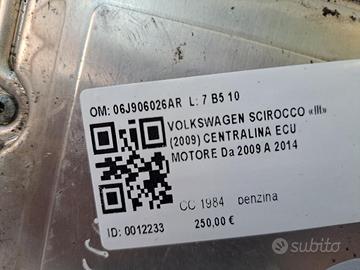 OM: 06J906026AR L: 7 B5 10
VOLKSWAGEN SCIROCCO «III»
(2009) CENTRALINA ECU
MOTORE Da 2009 A 2014
CC 1984 benzina
ID: 0012233 250,00 €
subito